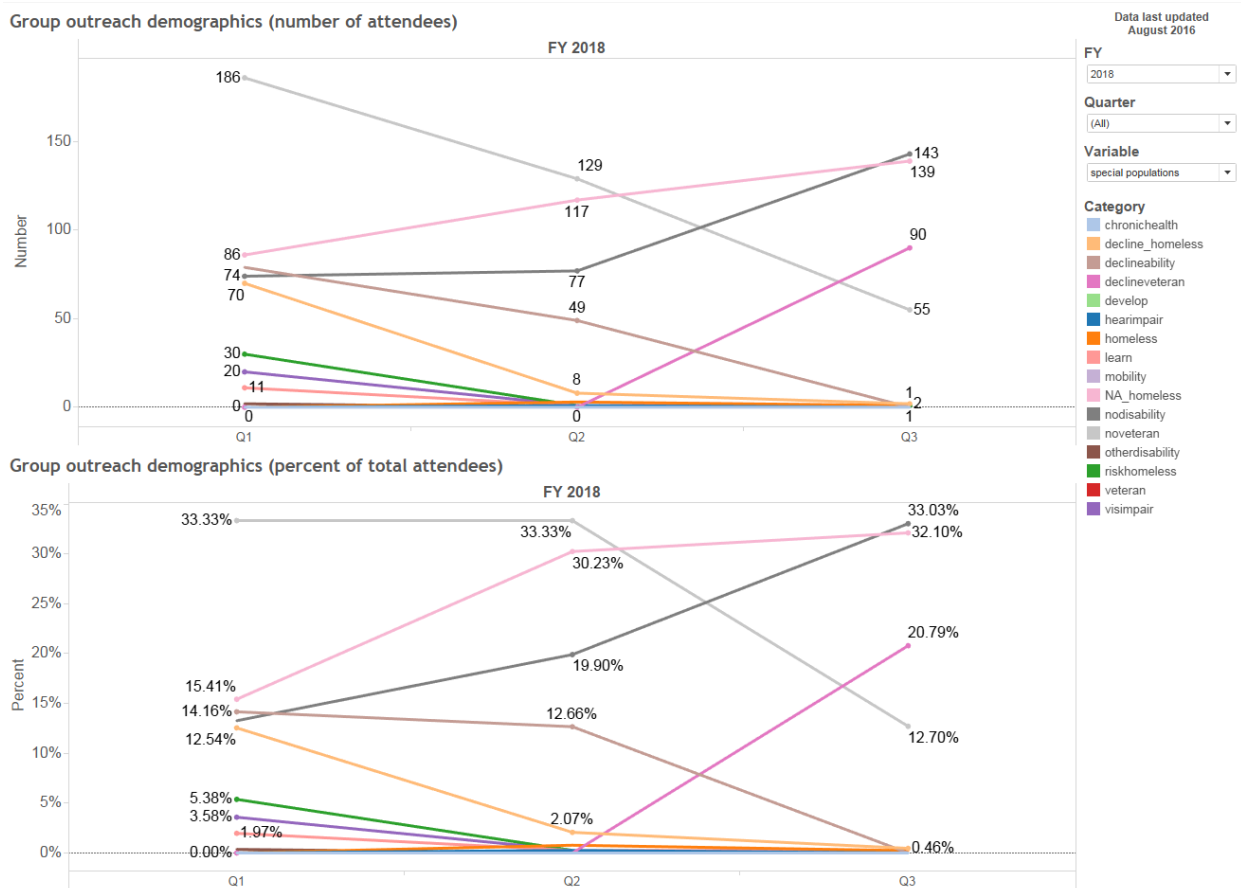 Group outreach demographics (number of attendees)
Data last updated
August 2016
FY 2018
FY
2018
Quarter
(All)
Variable
special populations
Category
chronichealth
decline_homeless
declineability
declineveteran
develop
hearimpair
homeless
learn
mobility
NA_homeless
nodisability
noveteran
otherdisability
riskhomeless
veteran
visimpair
Number
150
100
50
0
186
86
74
70
30
20
11
0
0
129
117
77
49
8
0
143
139
90
55
1
2
1
Q1
Q2
Q3
Group outreach demographics (percent of total attendees)
FY 2018
Percent
35%
30%
25%
20%
15%
10%
5%
0%
33.33%
15.41%
14.16%
12.54%
5.38%
3.58%
1.97%
0.00%
33.33%
30.23%
19.90%
12.66%
2.07%
33.03%
32.10%
20.79%
12.70%
0.46%
Q1
Q2
Q3